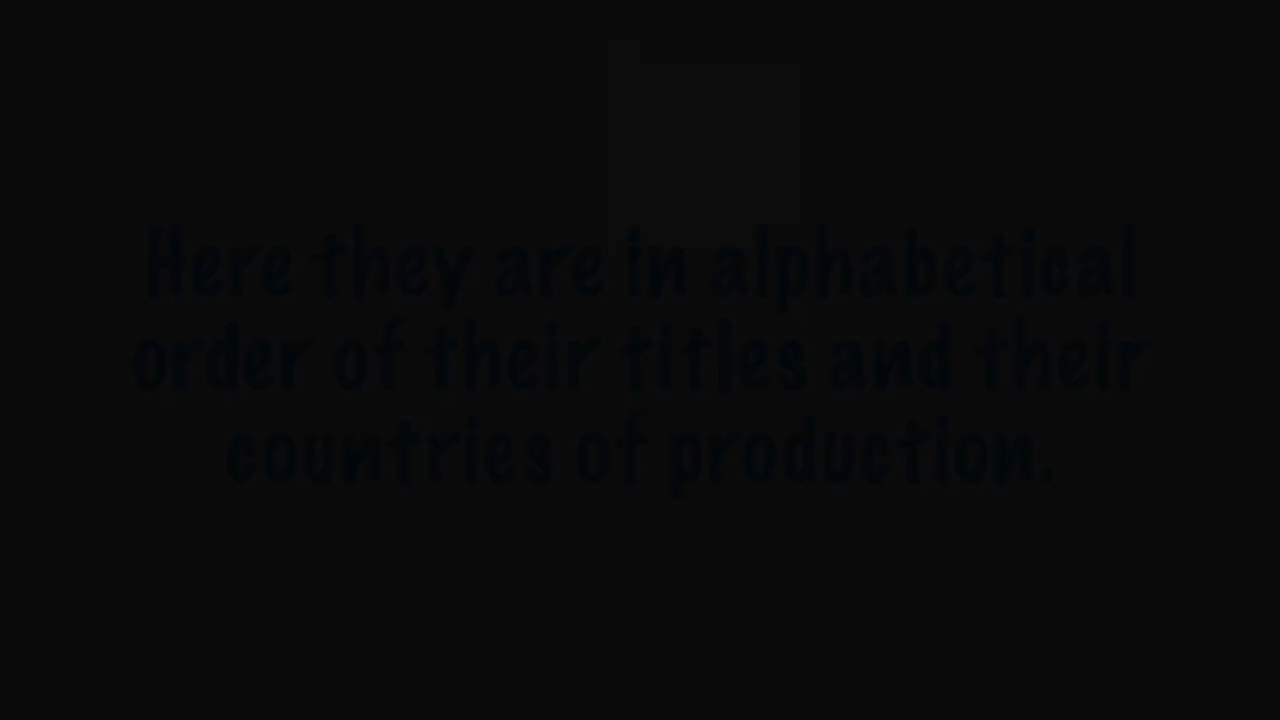 Here they are in alphabetical
order of their titles and their
countries of production.